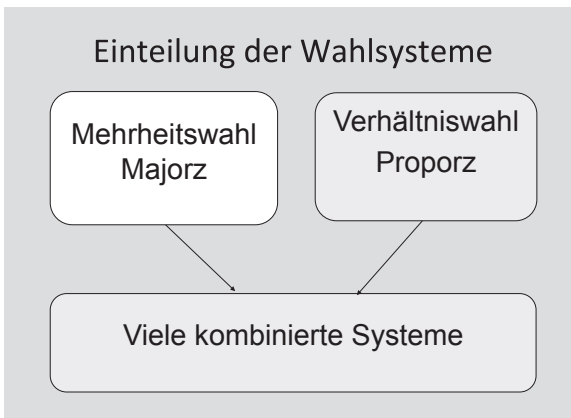 Einteilung der Wahlsysteme
Mehrheitswahl
Majorz
Verhältniswahl
Proporz
Viele kombinierte Systeme